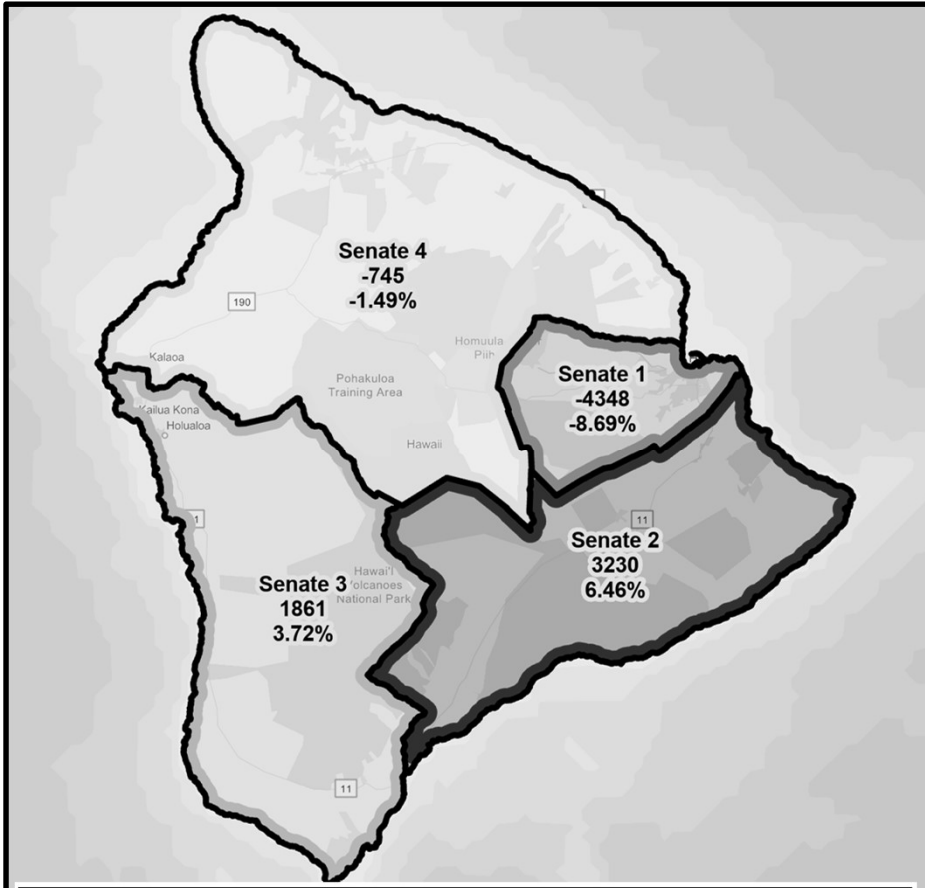 Senate 4
-745
-1.49%
190
Kalaoa
Homuula
Piih
Senate 1
-4348
-8.69%
Pohakuloa
Training Area
Kailua Kona
Holualoa
Hawaii
11
Senate 2
3230
6.46%
1
Hawai'i
Volcanoes
National Park
Senate 3
1861
3.72%
11